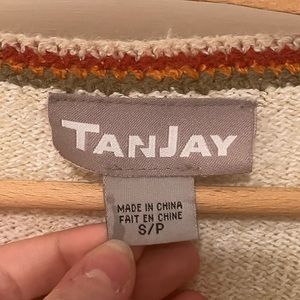 TANJAY
MADE IN CHINA
FAIT EN CHINE
S/P